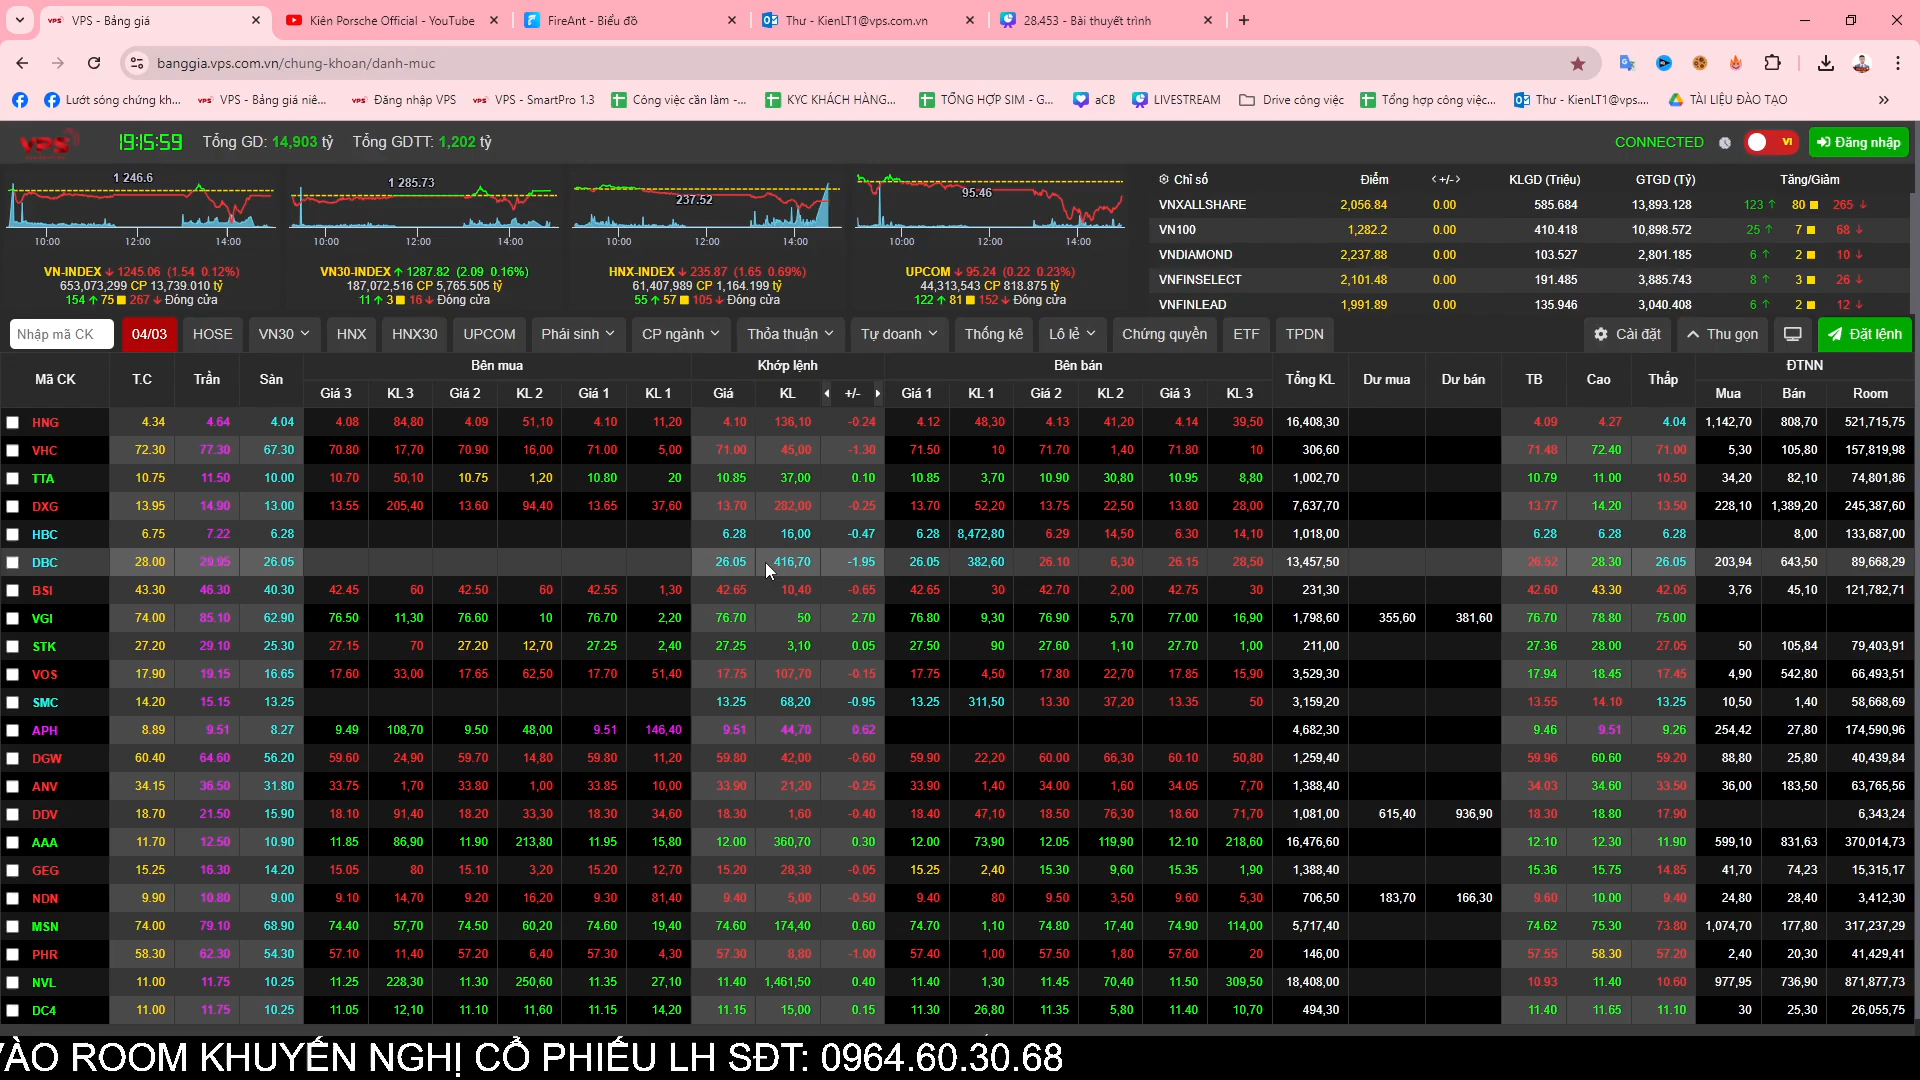 VPS - Bảng giá
Kiên Porsche Official - YouTube
FireAnt - Biểu đồ
Thư - KienLT1@vps.com.vn
28.453 - Bài thuyết trình
banggia.vps.com.vn/chung-khoan/danh-muc
Lướt sóng chứng kh... VPS - Bảng giá niê... Đăng nhập VPS VPS - SmartPro 1.3 Công việc cần làm -... KYC KHÁCH HÀNG... TỔNG HỢP SIM - G... aCB LIVESTREAM Drive công việc Tổng hợp công việc... Thư - KienLT1@vps.... TÀI LIỆU ĐÀO TẠO
VPS 19:15:59 Tổng GD: 14,903 tỷ Tổng GDTT: 1,202 tỷ CONNECTED VI Đăng nhập
1 246.6 1 285.73 237.52 95.46
10:00 12:00 14:00 10:00 12:00 14:00 10:00 12:00 14:00 10:00 12:00 14:00
VN-INDEX ↓ 1245.06 (1.54 0.12%)
653,073,299 CP 13,739.010 tỷ
154 ↑ 75 ■ 267 ↓ Đóng cửa
VN30-INDEX ↑ 1287.82 (2.09 0.16%)
187,072,516 CP 5,765.505 tỷ
11 ↑ 3 ■ 16 ↓ Đóng cửa
HNX-INDEX ↓ 235.87 (1.65 0.69%)
61,407,989 CP 1,164.199 tỷ
55 ↑ 57 ■ 105 ↓ Đóng cửa
UPCOM ↓ 95.24 (0.22 0.23%)
44,313,543 CP 818.875 tỷ
122 ↑ 81 ■ 152 ↓ Đóng cửa
Chỉ số Điểm <+/-> KLGD (Triệu) GTGD (Tỷ) Tăng/Giảm
VNXALLSHARE 2,056.84 0.00 585.684 13,893.128 123 ↑ 80 ■ 265 ↓
VN100 1,282.2 0.00 410.418 10,898.572 25 ↑ 7 ■ 68 ↓
VNDIAMOND 2,237.88 0.00 103.527 2,801.185 6 ↑ 2 ■ 10 ↓
VNFINSELECT 2,101.48 0.00 191.485 3,885.743 8 ↑ 3 ■ 26 ↓
VNFINLEAD 1,991.89 0.00 135.946 3,040.408 6 ↑ 2 ■ 12 ↓
Nhập mã CK 04/03 HOSE VN30 HNX HNX30 UPCOM Phái sinh CP ngành Thỏa thuận Tự doanh Thống kê Lô lẻ Chứng quyền ETF TPDN Cài đặt Thu gọn Đặt lệnh
Mã CK T.C Trần Sàn Bên mua Khớp lệnh Bên bán Tổng KL Dư mua Dư bán TB Cao Thấp ĐTNN
Giá 3 KL 3 Giá 2 KL 2 Giá 1 KL 1 Giá KL +/- Giá 1 KL 1 Giá 2 KL 2 Giá 3 KL 3 Mua Bán Room
HNG 4.34 4.64 4.04 4.08 84,80 4.09 51,10 4.10 11,20 4.10 136,10 -0.24 4.12 48,30 4.13 41,20 4.14 39,50 16,408,30 4.09 4.27 4.04 1,142,70 808,70 521,715,75
VHC 72.30 77.30 67.30 70.80 17,70 70.90 16,00 71.00 5,00 71.00 45,00 -1.30 71.50 10 71.70 1,40 71.80 10 306,60 71.48 72.40 71.00 5,30 105,80 157,819,98
TTA 10.75 11.50 10.00 10.70 50,10 10.75 1,20 10.80 20 10.85 37,00 0.10 10.85 3,70 10.90 30,80 10.95 8,80 1,002,70 10.79 11.00 10.50 34,20 82,10 74,801,86
DXG 13.95 14.90 13.00 13.55 205,40 13.60 94,40 13.65 37,60 13.70 282,00 -0.25 13.70 52,20 13.75 22,50 13.80 28,00 7,637,70 13.77 14.20 13.50 228,10 1,389,20 245,387,60
HBC 6.75 7.22 6.28 6.28 16,00 -0.47 6.28 8,472,80 6.29 14,50 6.30 14,10 1,018,00 6.28 6.28 6.28 8,00 133,687,00
DBC 28.00 29.95 26.05 26.05 416,70 -1.95 26.05 382,60 26.10 6,30 26.15 28,50 13,457,50 26.52 28.30 26.05 203,94 643,50 89,668,29
BSI 43.30 46.30 40.30 42.45 60 42.50 60 42.55 1,30 42.65 10,40 -0.65 42.65 30 42.70 2,00 42.75 30 231,30 42.60 43.30 42.05 3,76 45,10 121,782,71
VGI 74.00 85.10 62.90 76.50 11,30 76.60 10 76.70 2,20 76.70 50 2.70 76.80 9,30 76.90 5,70 77.00 16,90 1,798,60 355,60 381,60 76.70 78.80 75.00
STK 27.20 29.10 25.30 27.15 70 27.20 12,70 27.25 2,40 27.25 3,10 0.05 27.50 90 27.60 1,10 27.70 1,00 211,00 27.36 28.00 27.05 50 105,84 79,403,91
VOS 17.90 19.15 16.65 17.60 33,00 17.65 62,50 17.70 51,40 17.75 107,70 -0.15 17.75 4,50 17.80 22,70 17.85 15,90 3,529,30 17.94 18.45 17.45 4,90 542,80 66,493,51
SMC 14.20 15.15 13.25 13.25 68,20 -0.95 13.25 311,50 13.30 37,20 13.35 50 3,159,20 13.55 14.10 13.25 10,50 1,40 58,668,69
APH 8.89 9.51 8.27 9.49 108,70 9.50 48,00 9.51 146,40 9.51 44,70 0.62 4,682,30 9.46 9.51 9.26 254,42 27,80 174,590,96
DGW 60.40 64.60 56.20 59.60 24,90 59.70 14,80 59.80 11,20 59.80 42,00 -0.60 59.90 22,20 60.00 66,30 60.10 50,80 1,259,40 59.96 60.60 59.20 88,80 25,80 40,439,84
ANV 34.15 36.50 31.80 33.75 1,70 33.80 1,00 33.85 10,00 33.90 21,20 -0.25 33.90 1,40 34.00 1,60 34.05 7,70 1,388,40 34.03 34.60 33.50 36,00 183,50 63,765,56
DDV 18.70 21.50 15.90 18.10 91,40 18.20 33,30 18.30 34,60 18.30 1,60 -0.40 18.40 47,10 18.50 76,30 18.60 71,70 1,081,00 615,40 936,90 18.30 18.80 17.90 6,343,24
AAA 11.70 12.50 10.90 11.85 86,90 11.90 213,80 11.95 15,80 12.00 360,70 0.30 12.00 73,90 12.05 119,90 12.10 218,60 16,476,60 12.10 12.30 11.90 599,10 831,63 370,014,73
GEG 15.25 16.30 14.20 15.05 80 15.10 3,20 15.20 12,70 15.20 28,30 -0.05 15.25 2,40 15.30 9,60 15.35 1,90 1,388,40 15.36 15.75 14.85 41,70 74,23 15,315,17
NDN 9.90 10.80 9.00 9.10 14,70 9.20 16,20 9.30 81,40 9.40 5,00 -0.50 9.40 80 9.50 3,50 9.60 5,30 706,50 183,70 166,30 9.60 10.00 9.40 24,80 28,40 3,412,30
MSN 74.00 79.10 68.90 74.40 57,70 74.50 60,20 74.60 19,40 74.60 174,40 0.60 74.70 1,10 74.80 17,40 74.90 114,00 5,717,40 74.62 75.30 73.80 1,074,70 177,80 317,237,29
PHR 58.30 62.30 54.30 57.10 11,40 57.20 6,40 57.30 4,30 57.30 8,80 -1.00 57.40 1,00 57.50 1,80 57.60 20 146,00 57.55 58.30 57.20 2,40 20,30 41,429,41
NVL 11.00 11.75 10.25 11.25 228,30 11.30 250,60 11.35 27,10 11.40 1,461,50 0.40 11.40 1,30 11.45 70,40 11.50 309,50 18,408,00 10.93 11.40 10.60 977,95 736,90 871,877,73
DC4 11.00 11.75 10.25 11.05 12,10 11.10 11,60 11.15 14,20 11.15 15,00 0.15 11.30 26,80 11.35 5,80 11.40 10,70 494,30 11.40 11.65 11.10 30 25,30 26,055,75
VÀO ROOM KHUYẾN NGHỊ CỔ PHIẾU LH SĐT: 0964.60.30.68